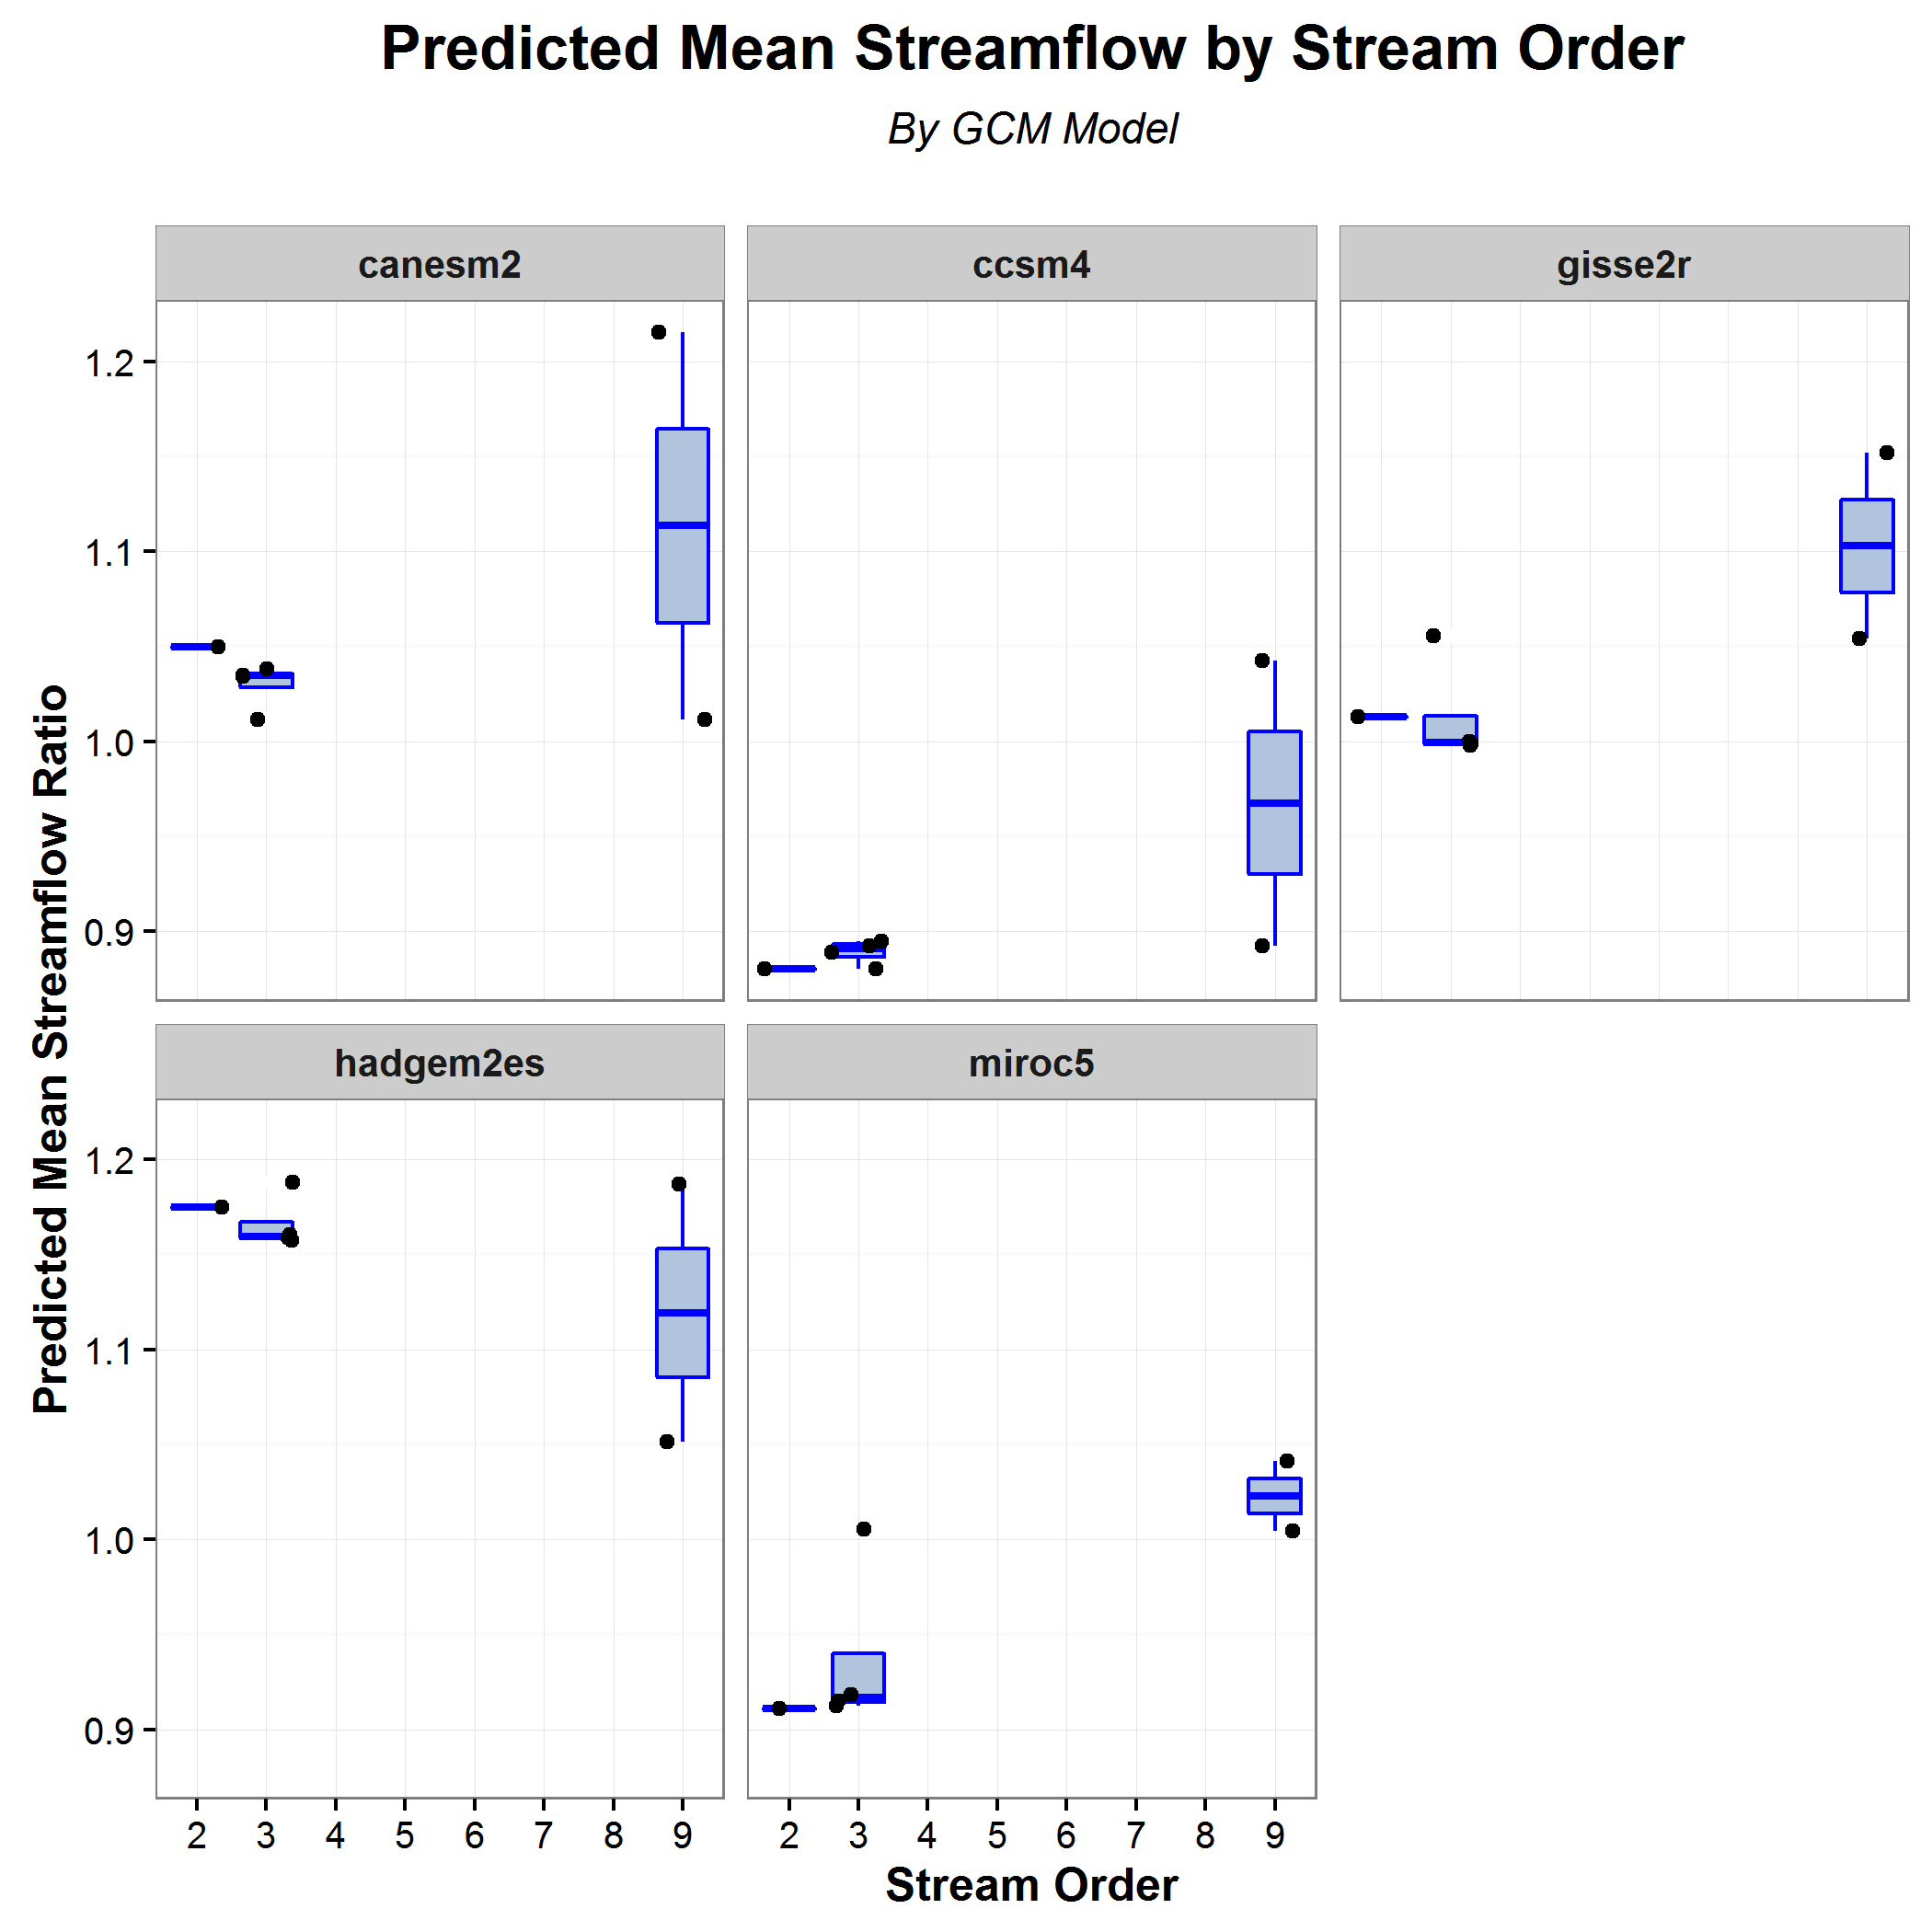 Predicted Mean Streamflow by Stream Order
By GCM Model
canesm2
ccsm4
gisse2r
1.2
1.1
1.0
0.9
Predicted Mean Streamflow Ratio
hadgem2es
miroc5
1.2
1.1
1.0
0.9
2 3 4 5 6 7 8 9
2 3 4 5 6 7 8 9
Stream Order